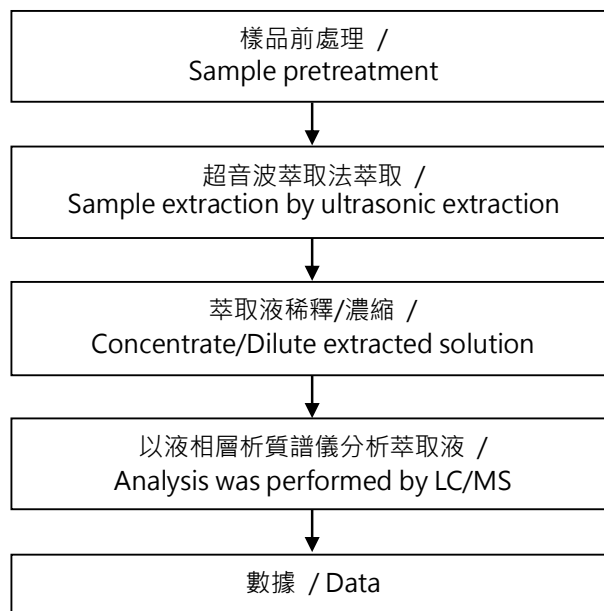 樣品前處理 /
Sample pretreatment
超音波萃取法萃取 /
Sample extraction by ultrasonic extraction
萃取液稀釋/濃縮 /
Concentrate/Dilute extracted solution
以液相層析質譜儀分析萃取液 /
Analysis was performed by LC/MS
數據 / Data